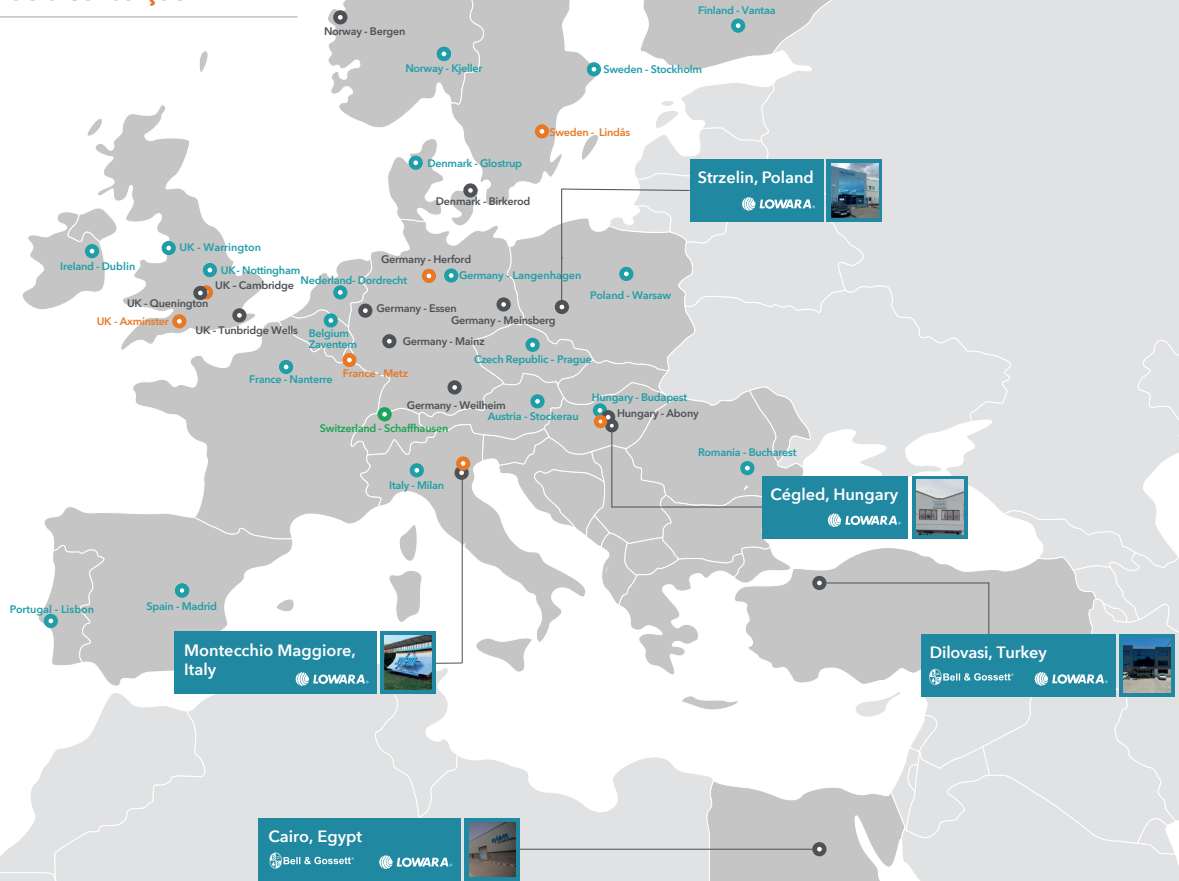 Finland - Vantaa
Norway - Bergen
Norway - Kjeller
Sweden - Stockholm
Sweden - Lindås
Denmark - Glostrup
Strzelin, Poland
LOWARA®
Denmark - Birkerod
UK - Warrington
Ireland - Dublin
UK - Nottingham
Germany - Herford
Germany - Langenhagen
Nederland- Dordrecht
UK - Cambridge
Poland - Warsaw
UK - Quenington
Germany - Essen
UK - Axminster
Germany - Meinsberg
UK - Tunbridge Wells
Belgium
Zaventem
Germany - Mainz
Czech Republic - Prague
France - Nanterre
France - Metz
Germany - Weilheim
Hungary - Budapest
Austria - Stockerau
Hungary - Abony
Switzerland - Schaffhausen
Romania - Bucharest
Italy - Milan
Cégled, Hungary
LOWARA®
Portugal - Lisbon
Spain - Madrid
Montecchio Maggiore,
Italy
LOWARA®
Dilovasi, Turkey
Bell & Gossett®
LOWARA®
Cairo, Egypt
Bell & Gossett®
LOWARA®